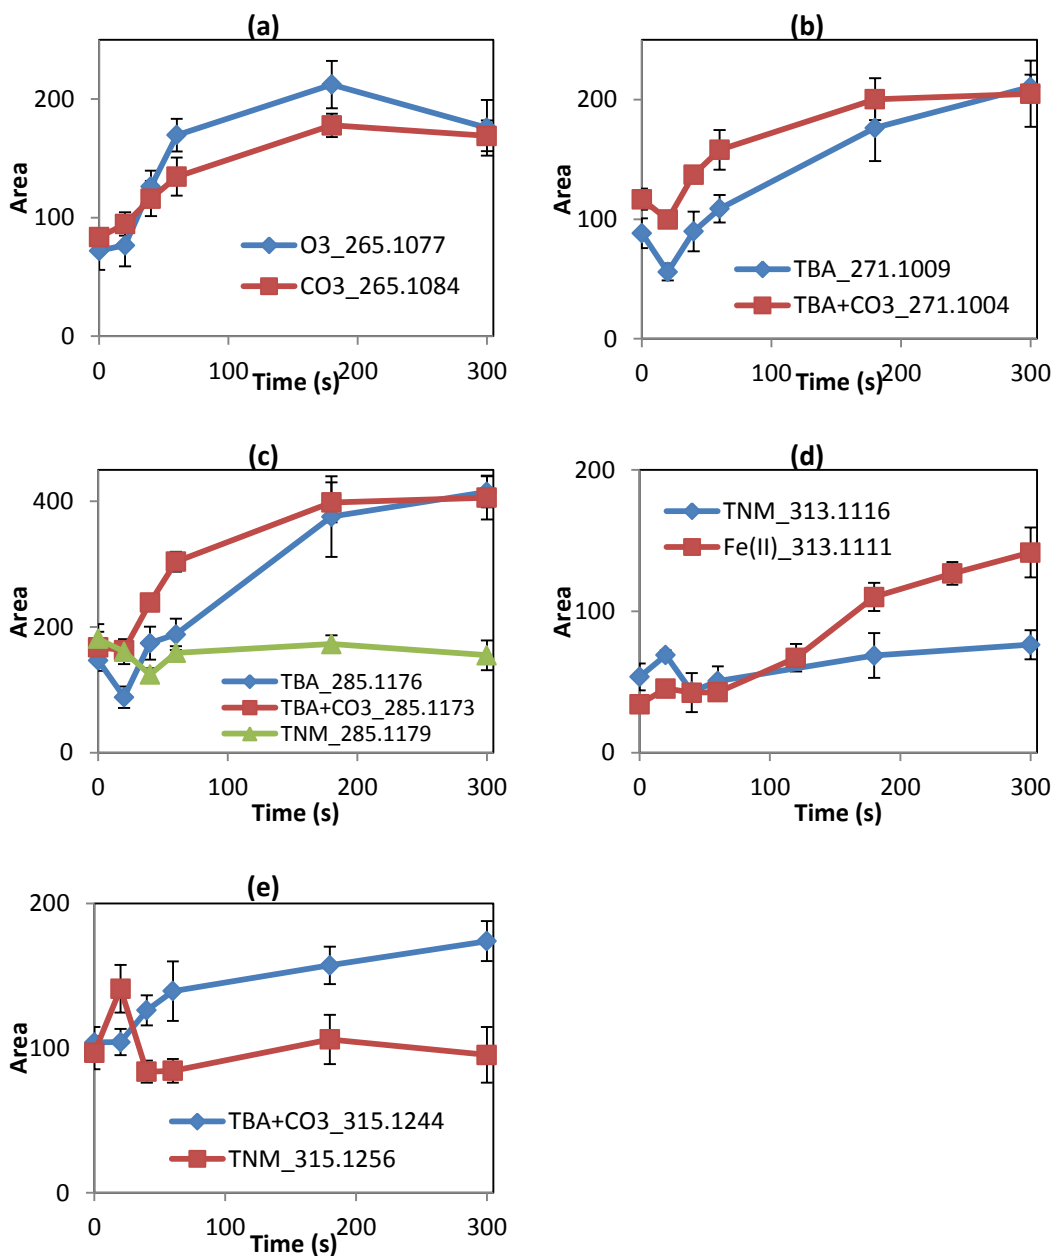 (a)
Area
200
100
0
O3_265.1077
CO3_265.1084
0 100 200 300
Time (s)
(b)
Area
200
100
0
TBA_271.1009
TBA+CO3_271.1004
0 100 200 300
Time (s)
(c)
Area
400
200
0
TBA_285.1176
TBA+CO3_285.1173
TNM_285.1179
0 100 200 300
Time (s)
(d)
Area
200
100
0
TNM_313.1116
Fe(II)_313.1111
0 100 200 300
Time (s)
(e)
Area
200
100
0
TBA+CO3_315.1244
TNM_315.1256
0 100 200 300
Time (s)